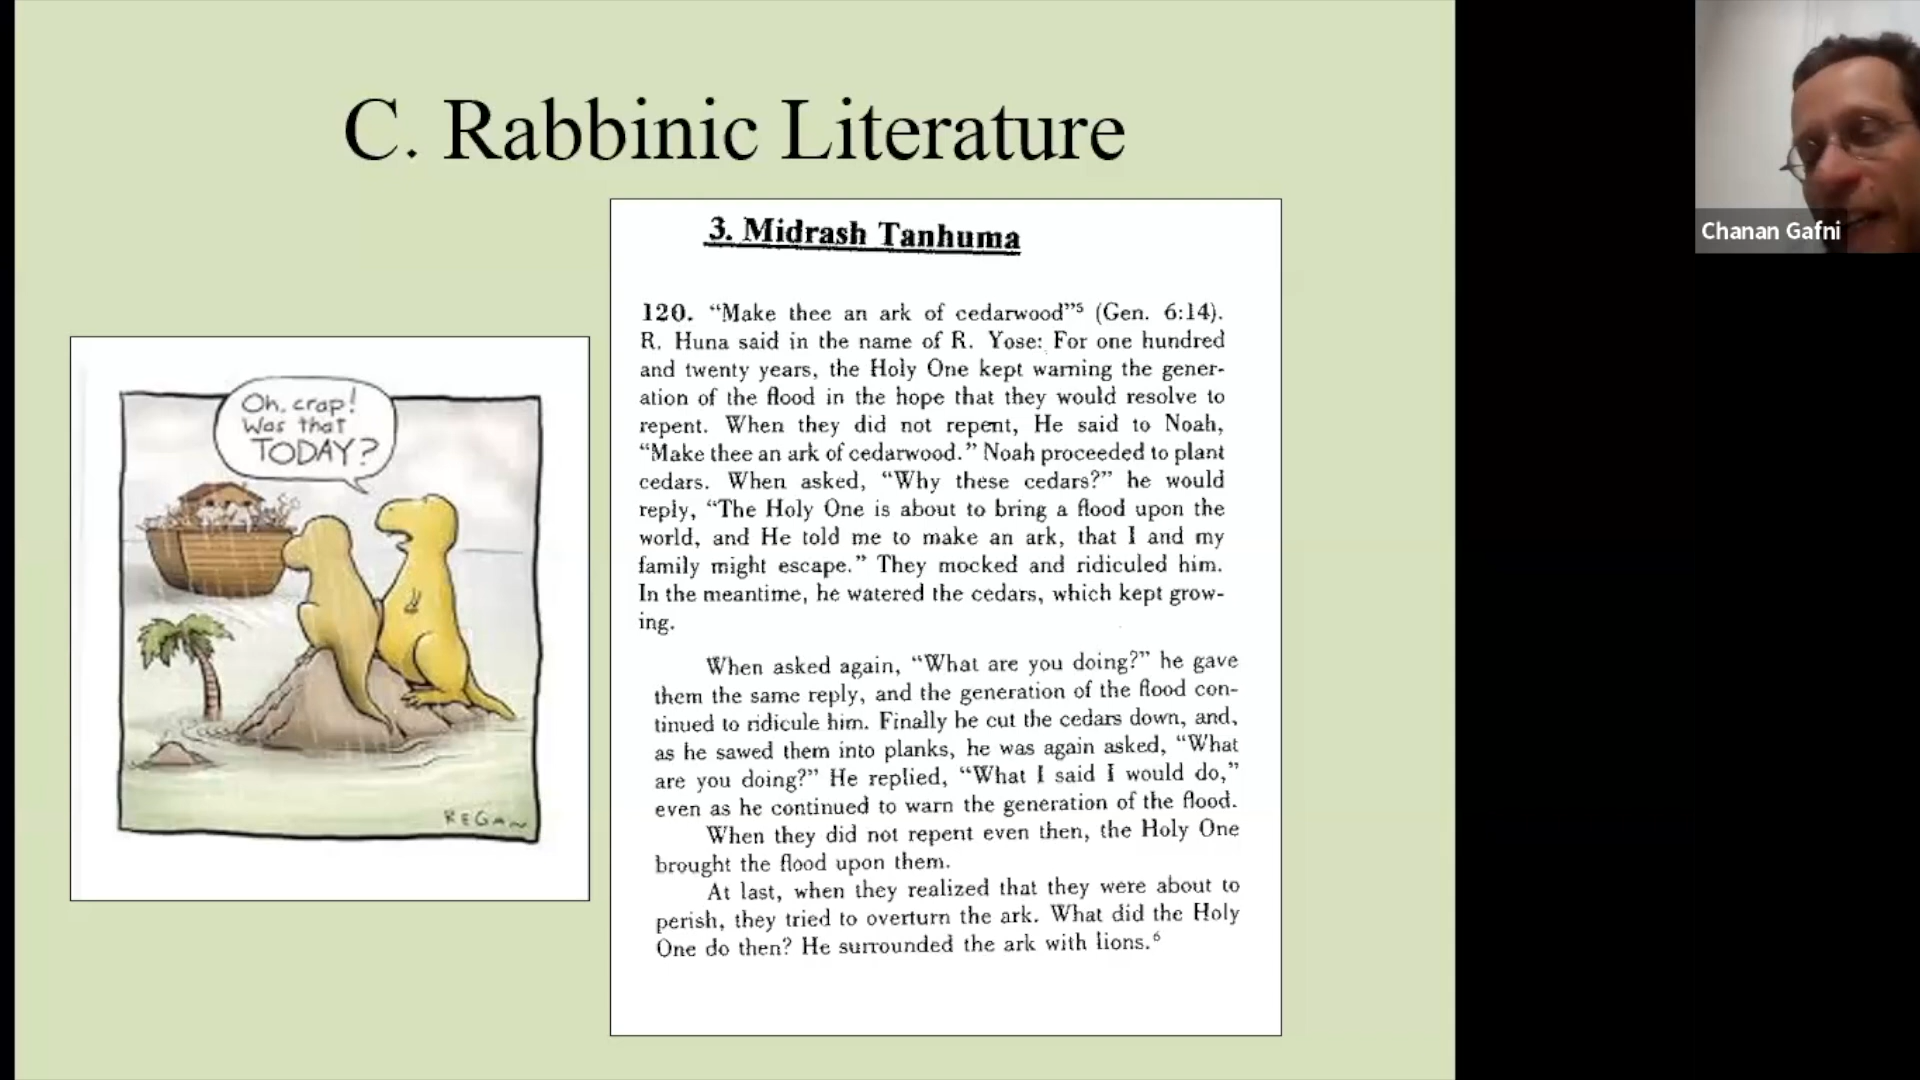 C. Rabbinic Literature
Oh, crap!
Was that
TODAY?
REGAN
3. Midrash Tanhuma
120. “Make thee an ark of cedarwood”⁵ (Gen. 6:14).
R. Huna said in the name of R. Yose: For one hundred
and twenty years, the Holy One kept warning the gener-
ation of the flood in the hope that they would resolve to
repent. When they did not repent, He said to Noah,
“Make thee an ark of cedarwood.” Noah proceeded to plant
cedars. When asked, “Why these cedars?” he would
reply, “The Holy One is about to bring a flood upon the
world, and He told me to make an ark, that I and my
family might escape.” They mocked and ridiculed him.
In the meantime, he watered the cedars, which kept grow-
ing.
When asked again, “What are you doing?” he gave
them the same reply, and the generation of the flood con-
tinued to ridicule him. Finally he cut the cedars down, and,
as he sawed them into planks, he was again asked, “What
are you doing?” He replied, “What I said I would do,”
even as he continued to warn the generation of the flood.
When they did not repent even then, the Holy One
brought the flood upon them.
At last, when they realized that they were about to
perish, they tried to overturn the ark. What did the Holy
One do then? He surrounded the ark with lions.⁶
Chanan Gafni